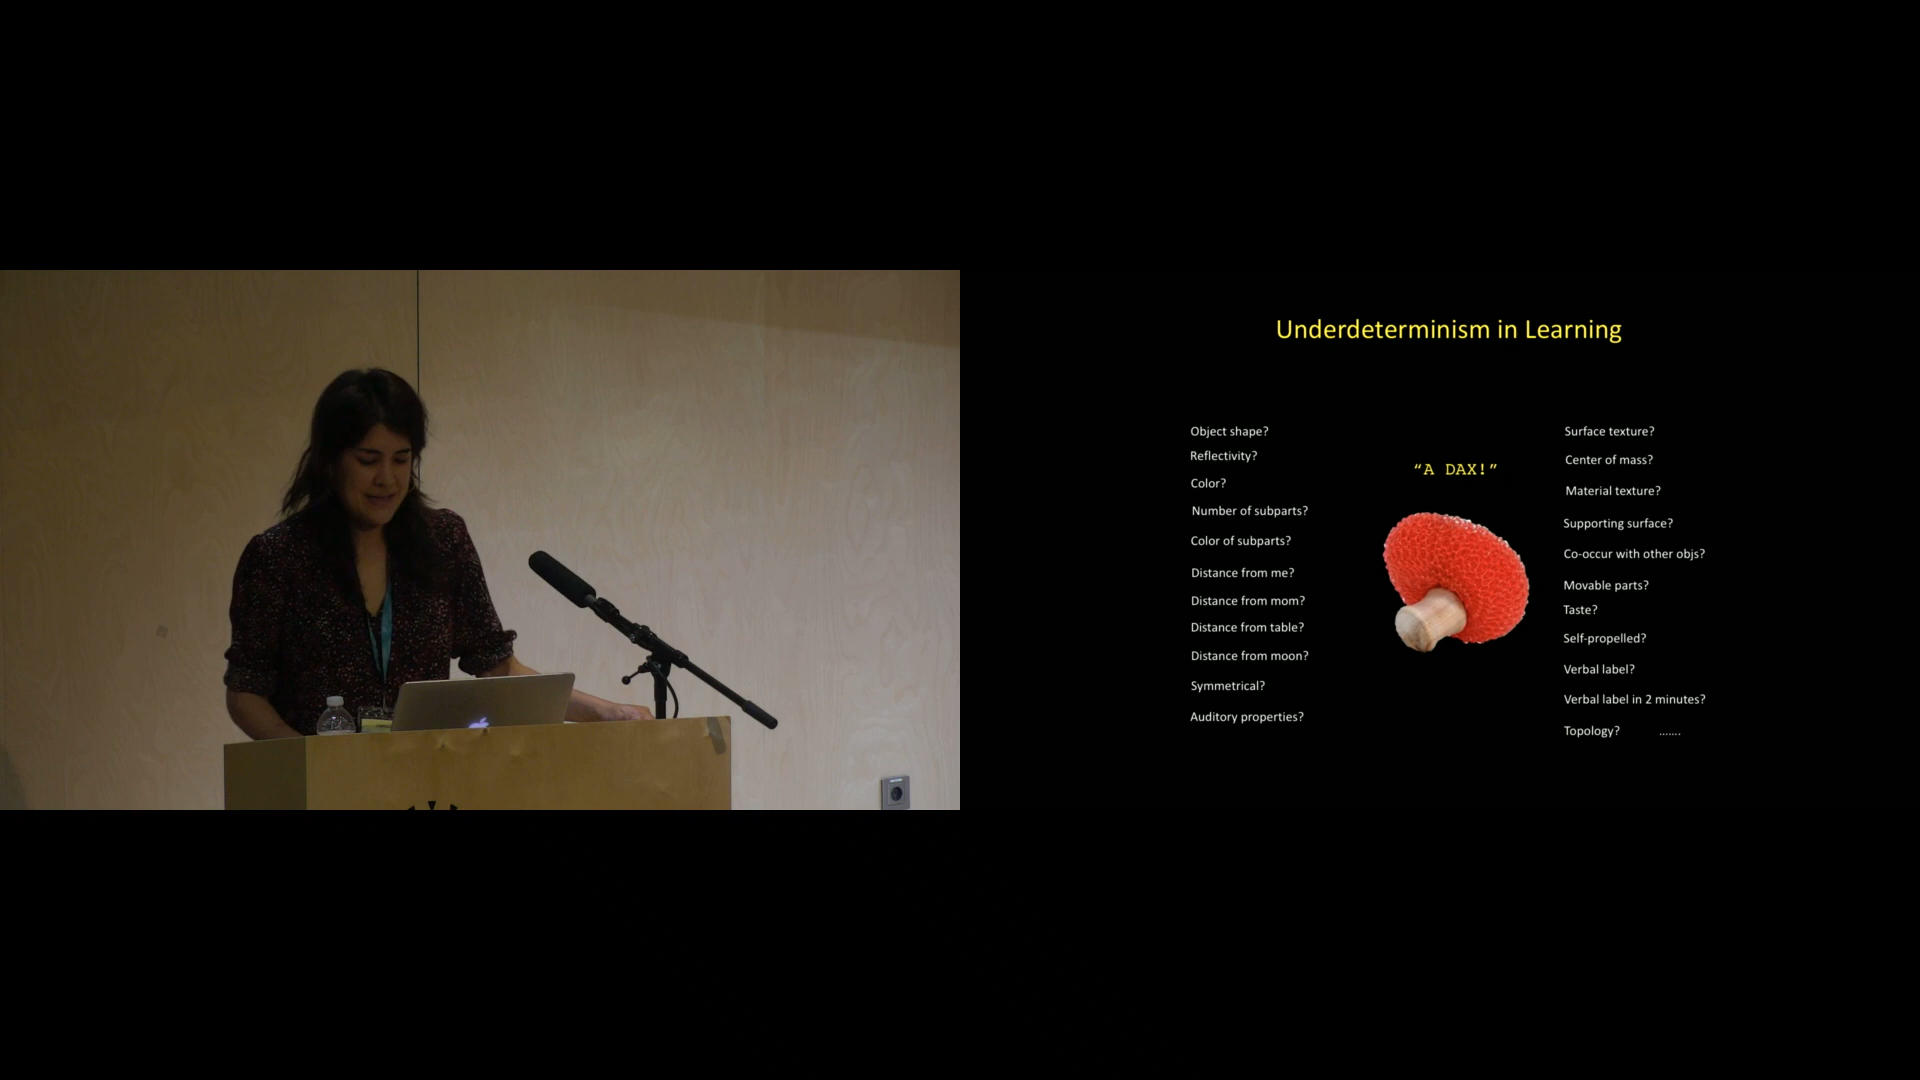 Underdeterminism in Learning
Object shape?
Reflectivity?
Color?
Number of subparts?
Color of subparts?
Distance from me?
Distance from mom?
Distance from table?
Distance from moon?
Symmetrical?
Auditory properties?
“A DAX!”
Surface texture?
Center of mass?
Material texture?
Supporting surface?
Co-occur with other objs?
Movable parts?
Taste?
Self-propelled?
Verbal label?
Verbal label in 2 minutes?
Topology? .......